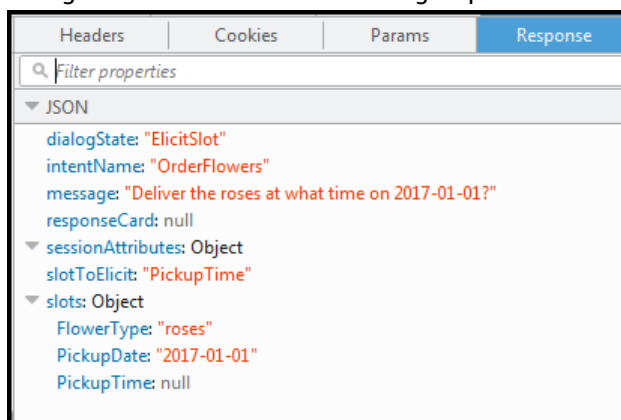 Headers Cookies Params Response
Filter properties
JSON
dialogState: "ElicitSlot"
intentName: "OrderFlowers"
message: "Deliver the roses at what time on 2017-01-01?"
responseCard: null
sessionAttributes: Object
slotToElicit: "PickupTime"
slots: Object
FlowerType: "roses"
PickupDate: "2017-01-01"
PickupTime: null